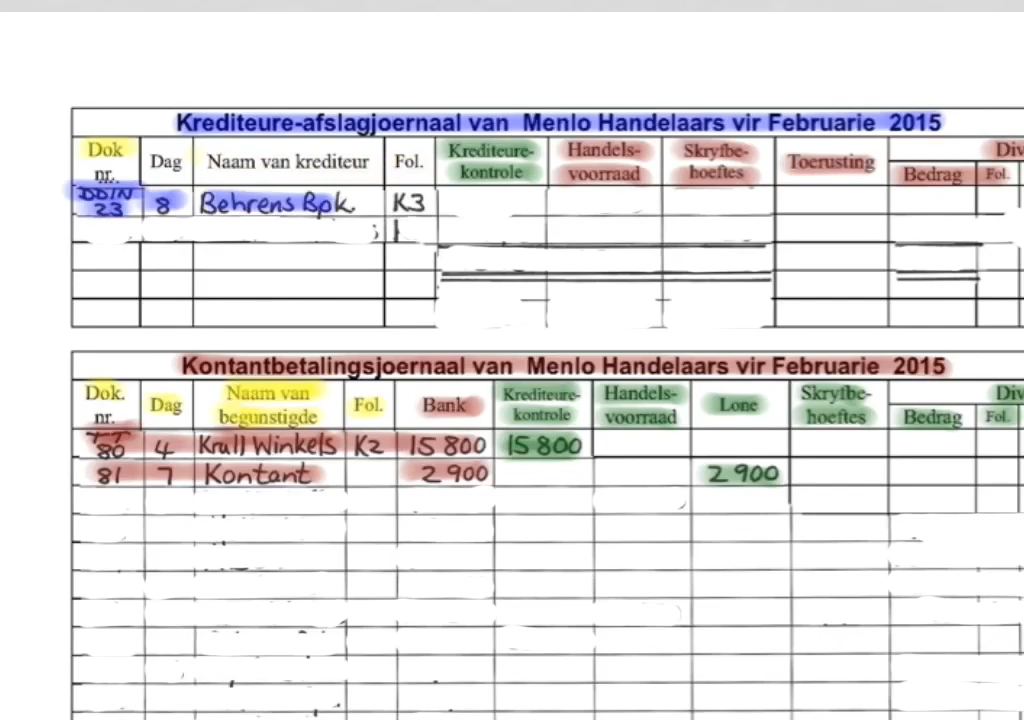 Krediteure-afslagjoernaal van Menlo Handelaars vir Februarie 2015
Dok nr. Dag Naam van krediteur Fol. Krediteure-kontrole Handels-voorraad Skryfbe-hoeftes Toerusting Div
Bedrag Fol.
DDIN 23 8 Behrens Bpk. K3
Kontantbetalingsjoernaal van Menlo Handelaars vir Februarie 2015
Dok. nr. Dag Naam van begunstigde Fol. Bank Krediteure-kontrole Handels-voorraad Lone Skryfbe-hoeftes Div
Bedrag Fol.
80 4 Krull Winkels K2 15 800 15 800
81 7 Kontant 2 900 2 900